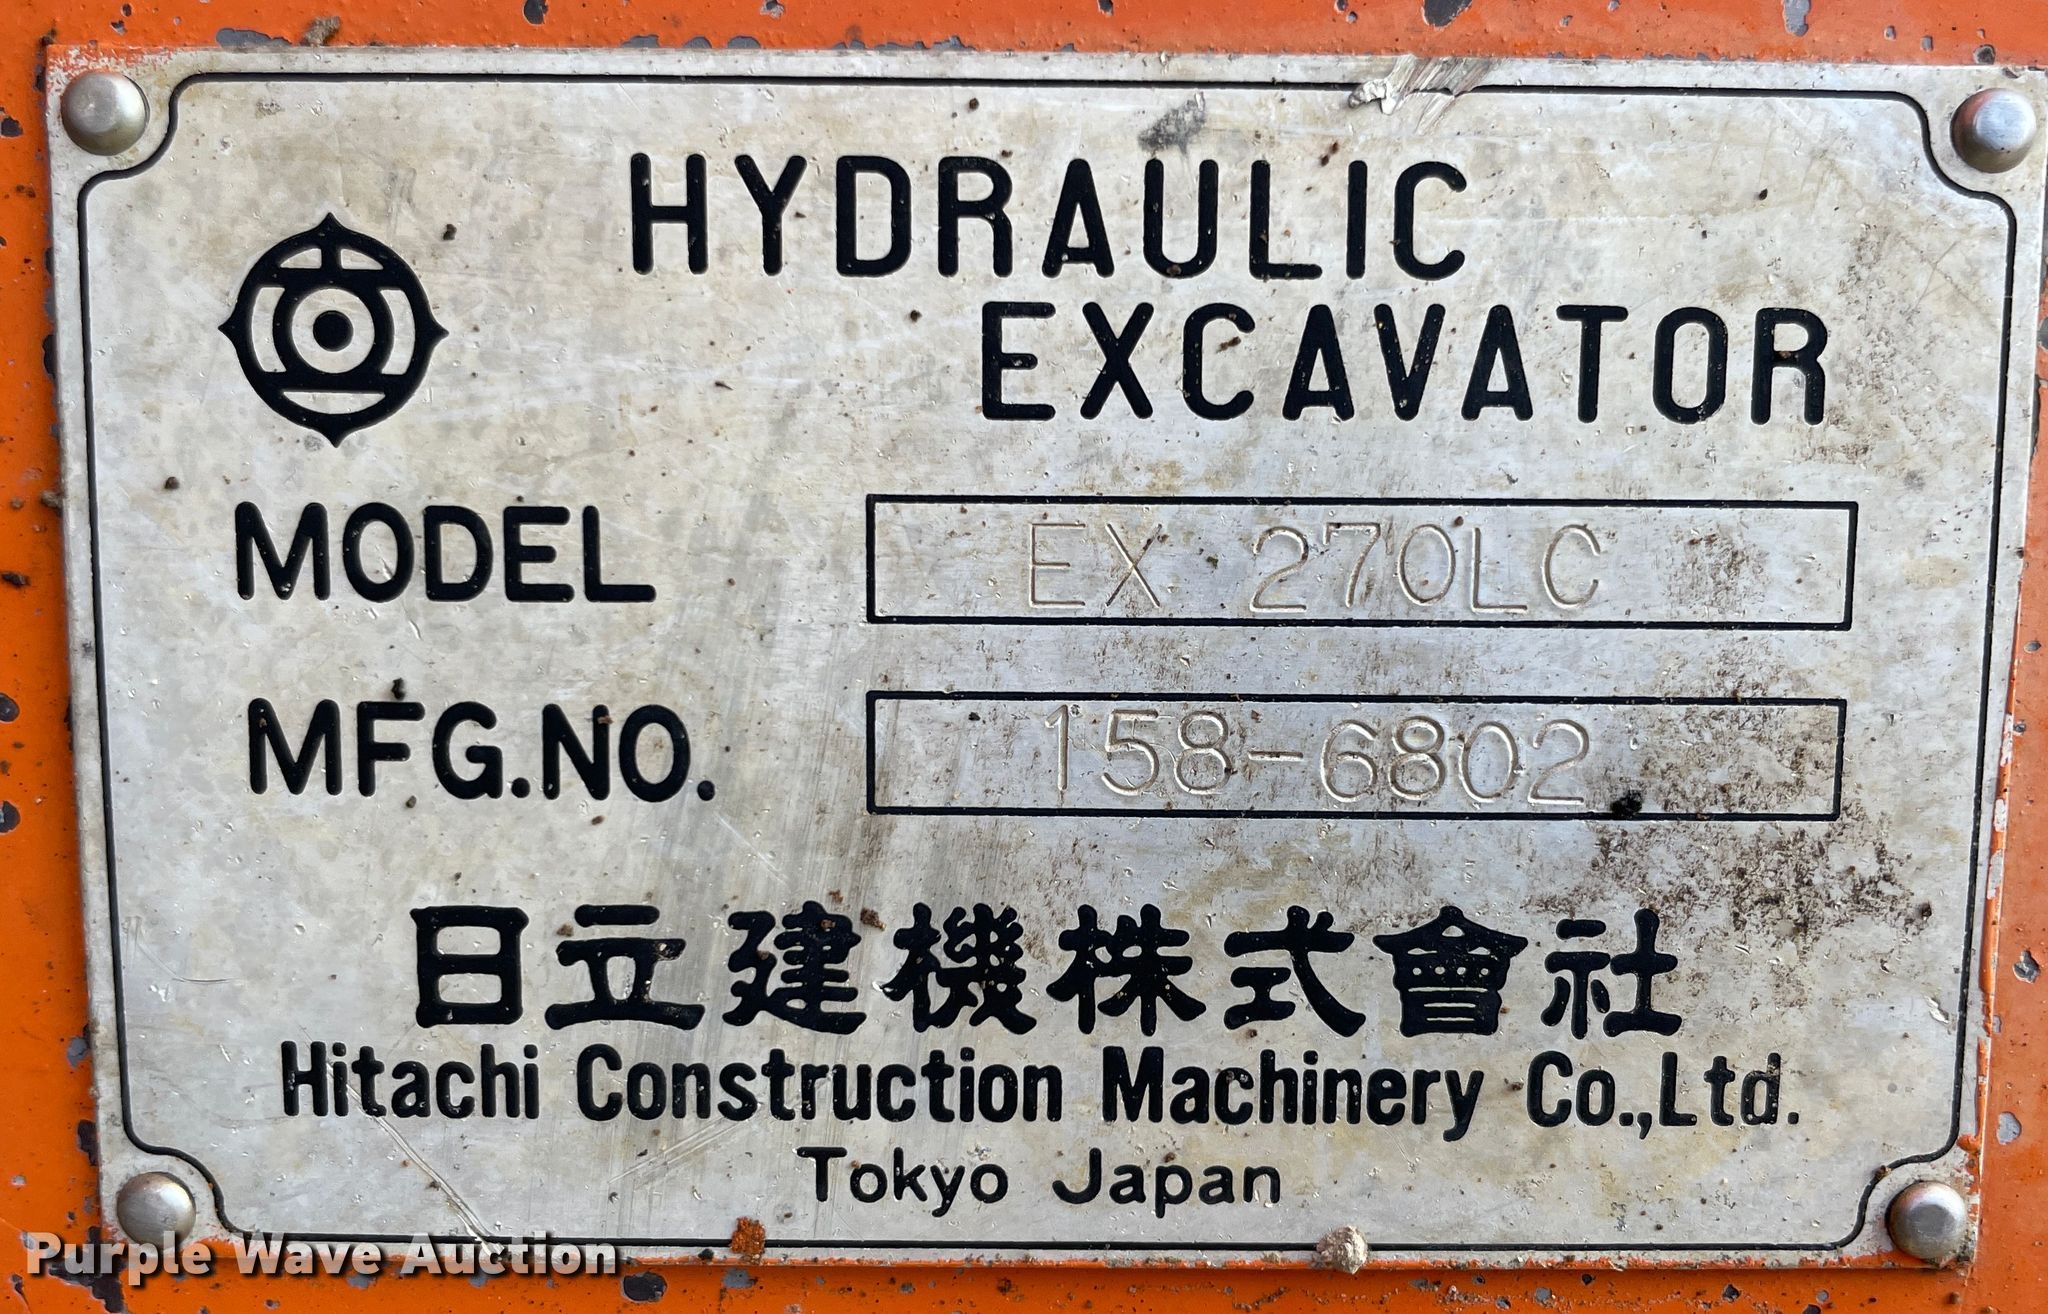 HYDRAULIC
EXCAVATOR
MODEL EX 270LC
MFG.NO. 158-6802
日立建機株式會社
Hitachi Construction Machinery Co.,Ltd.
Tokyo Japan
Purple Wave Auction